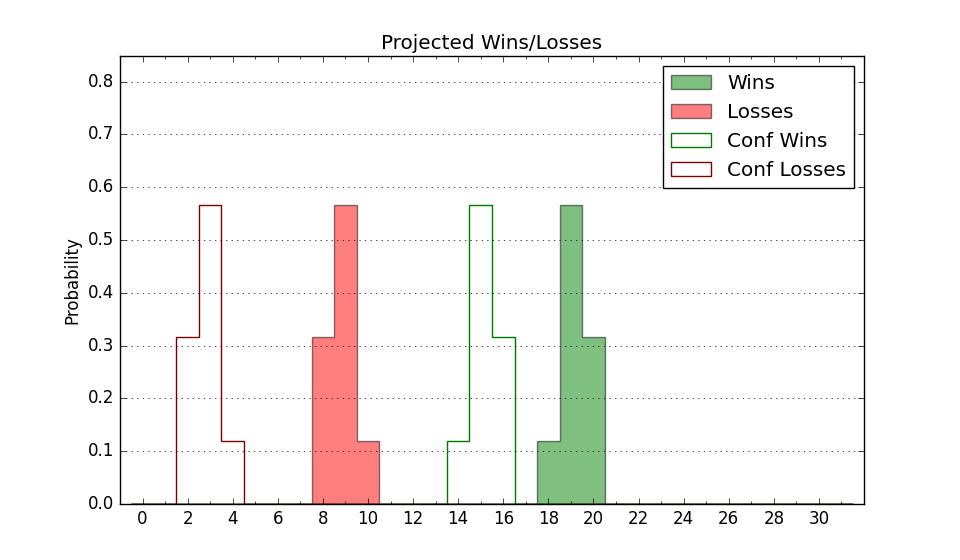 Projected Wins/Losses
Wins
Losses
Conf Wins
Conf Losses
Probability
0.8
0.7
0.6
0.5
0.4
0.3
0.2
0.1
0.0
0 2 4 6 8 10 12 14 16 18 20 22 24 26 28 30